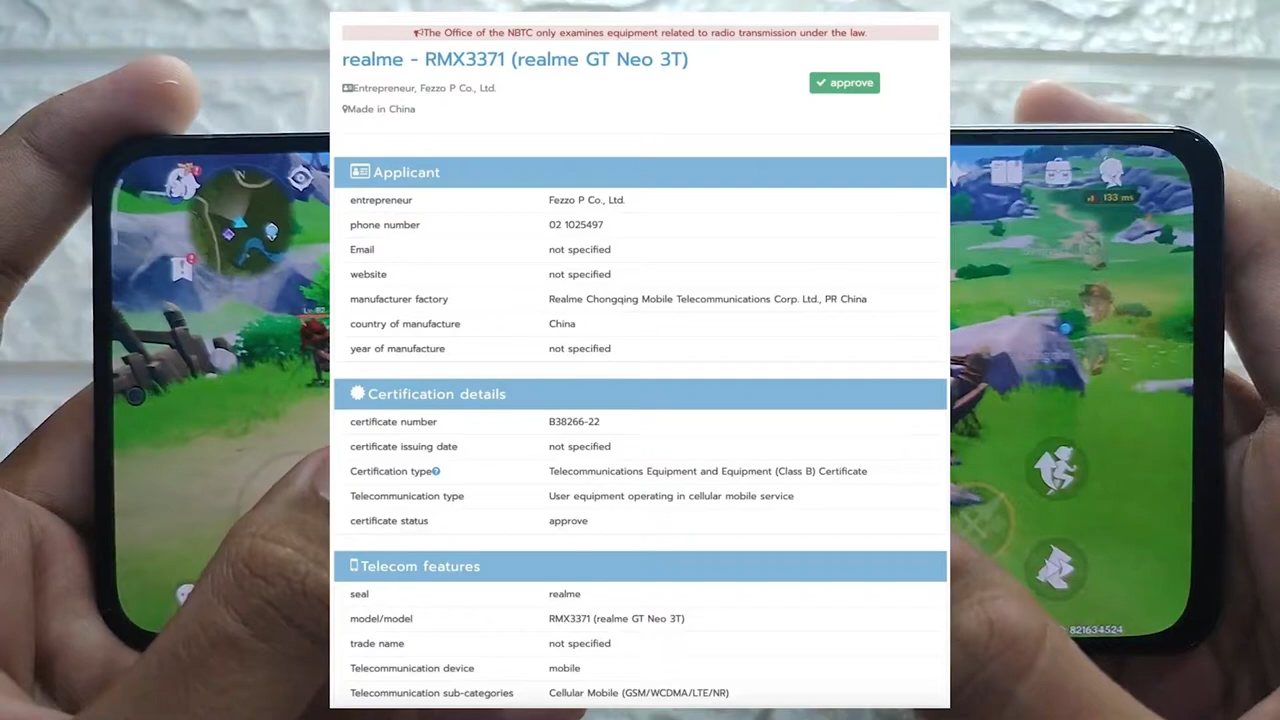 The Office of the NBTC only examines equipment related to radio transmission under the law.
realme - RMX3371 (realme GT Neo 3T)
approve
Entrepreneur, Fezzo P Co., Ltd.
Made in China
Applicant
entrepreneur Fezzo P Co., Ltd.
phone number 02 1025497
Email not specified
website not specified
manufacturer factory Realme Chongqing Mobile Telecommunications Corp. Ltd., PR China
country of manufacture China
year of manufacture not specified
Certification details
certificate number B38266-22
certificate issuing date not specified
Certification type Telecommunications Equipment and Equipment (Class B) Certificate
Telecommunication type User equipment operating in cellular mobile service
certificate status approve
Telecom features
seal realme
model/model RMX3371 (realme GT Neo 3T)
trade name not specified
Telecommunication device mobile
Telecommunication sub-categories Cellular Mobile (GSM/WCDMA/LTE/NR)
N
133 ms
821634524